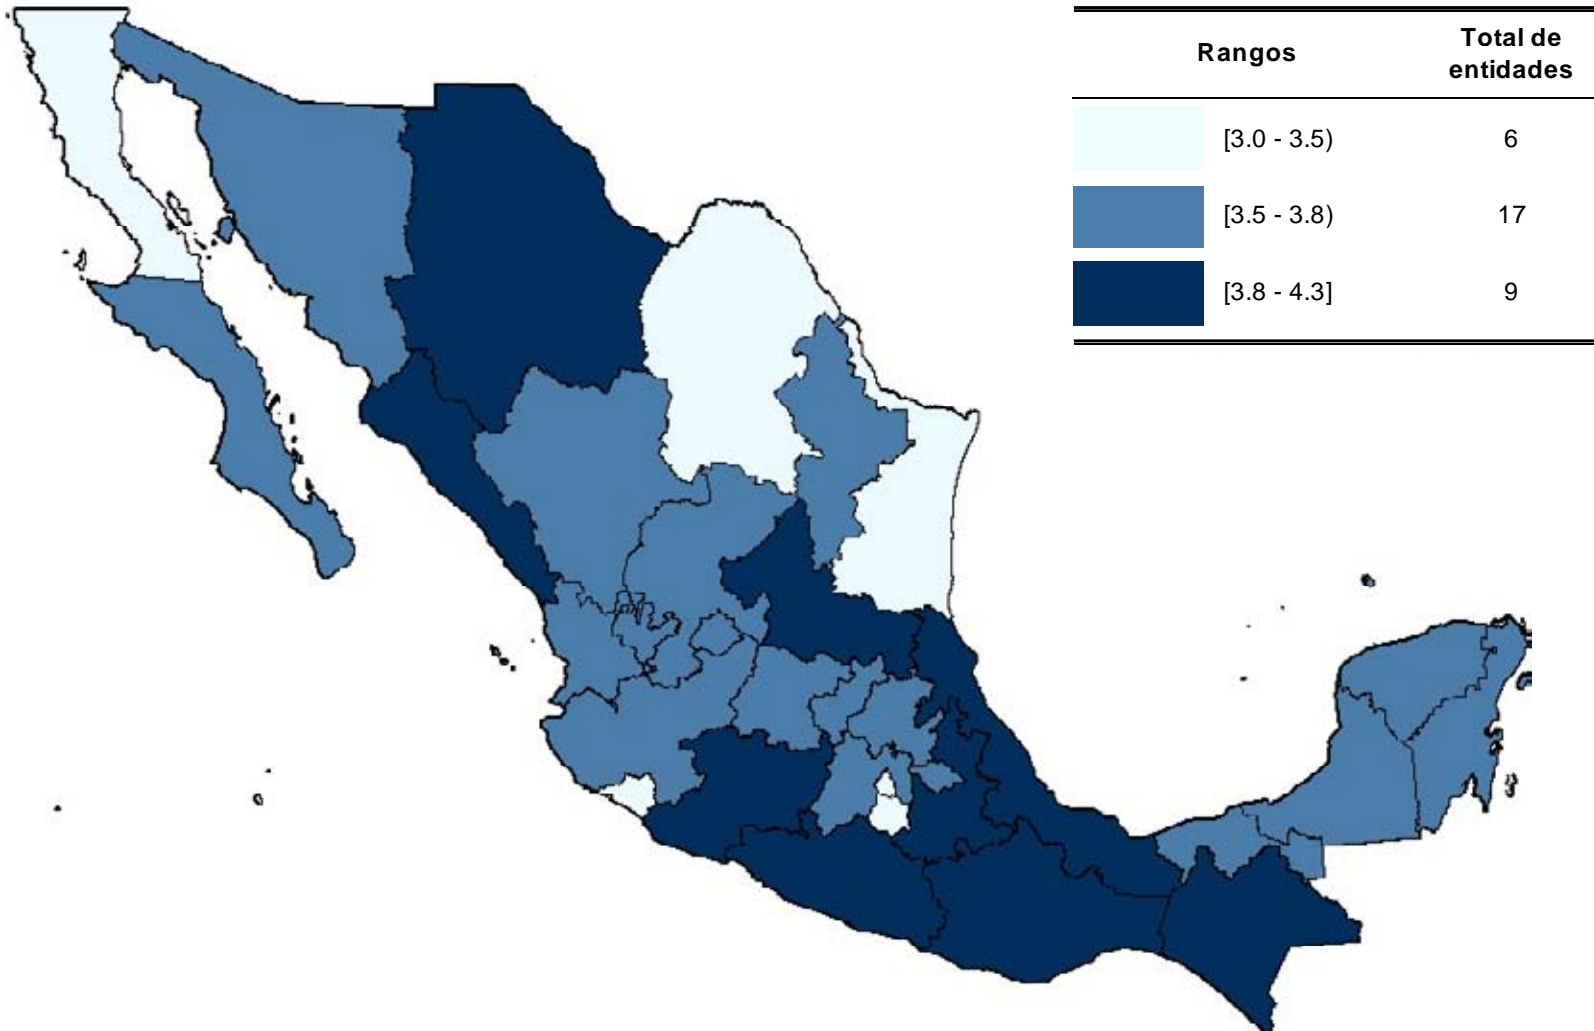 Rangos Total de entidades
[3.0 - 3.5) 6
[3.5 - 3.8) 17
[3.8 - 4.3] 9